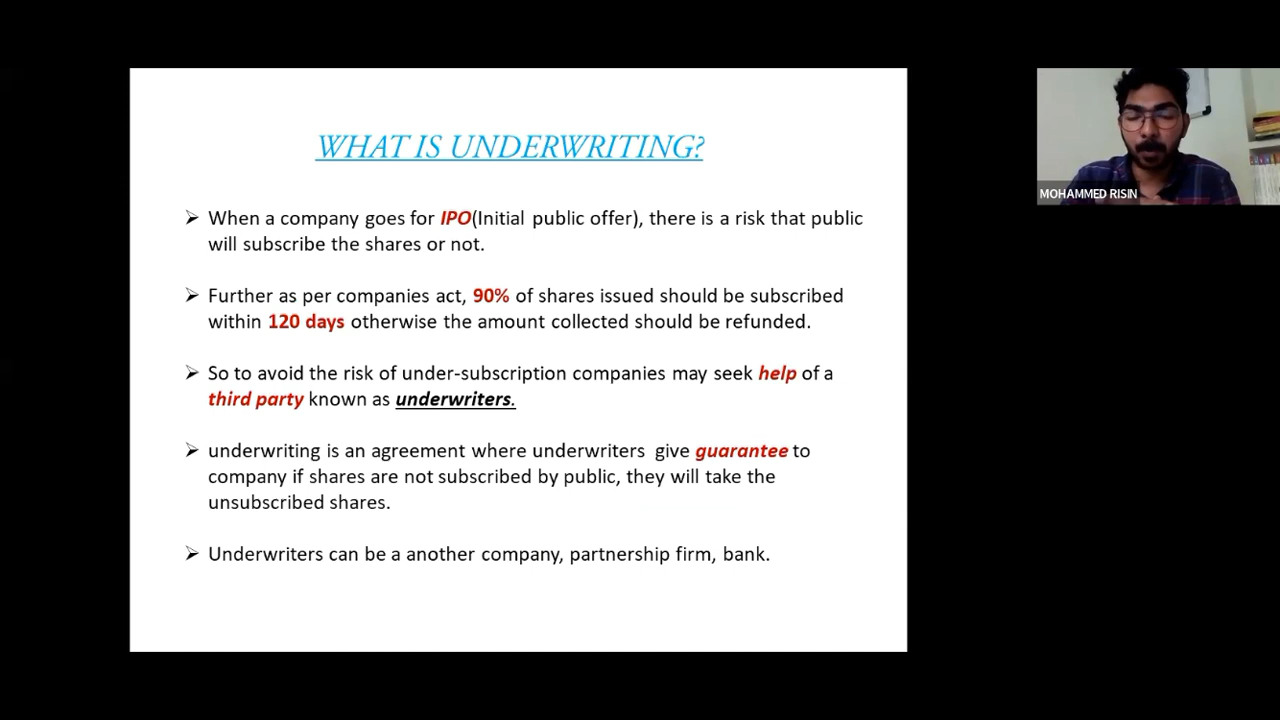 WHAT IS UNDERWRITING?
➢ When a company goes for IPO(Initial public offer), there is a risk that public
will subscribe the shares or not.
➢ Further as per companies act, 90% of shares issued should be subscribed
within 120 days otherwise the amount collected should be refunded.
➢ So to avoid the risk of under-subscription companies may seek help of a
third party known as underwriters.
➢ underwriting is an agreement where underwriters give guarantee to
company if shares are not subscribed by public, they will take the
unsubscribed shares.
➢ Underwriters can be a another company, partnership firm, bank.
MOHAMMED RISIN